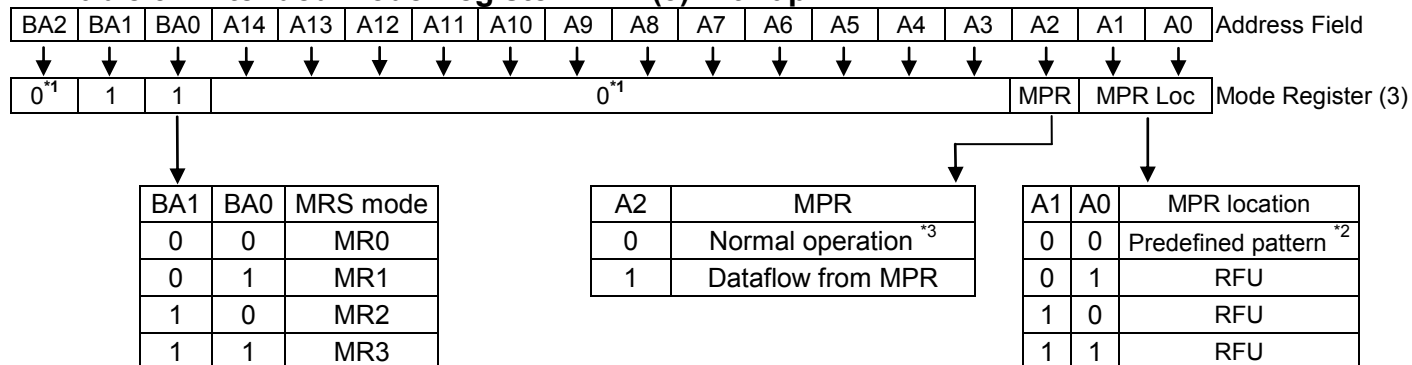 BA2 BA1 BA0 A14 A13 A12 A11 A10 A9 A8 A7 A6 A5 A4 A3 A2 A1 A0 Address Field
0*1 1 1 0*1 MPR MPR Loc Mode Register (3)
BA1 BA0 MRS mode
0 0 MR0
0 1 MR1
1 0 MR2
1 1 MR3
A2 MPR
0 Normal operation *3
1 Dataflow from MPR
A1 A0 MPR location
0 0 Predefined pattern *2
0 1 RFU
1 0 RFU
1 1 RFU